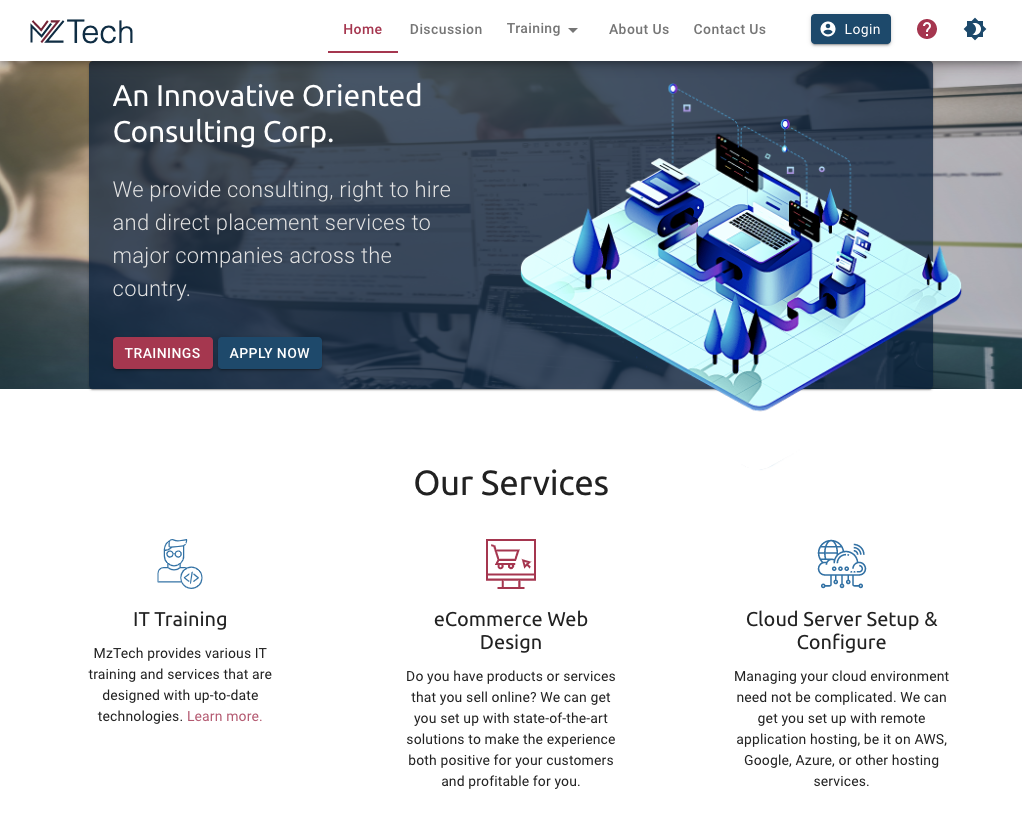 MZTech
Home Discussion Training About Us Contact Us Login ?
An Innovative Oriented
Consulting Corp.
We provide consulting, right to hire
and direct placement services to
major companies across the
country.
TRAININGS APPLY NOW
Our Services
IT Training
MzTech provides various IT
training and services that are
designed with up-to-date
technologies. Learn more.
eCommerce Web
Design
Do you have products or services
that you sell online? We can get
you set up with state-of-the-art
solutions to make the experience
both positive for your customers
and profitable for you.
Cloud Server Setup &
Configure
Managing your cloud environment
need not be complicated. We can
get you set up with remote
application hosting, be it on AWS,
Google, Azure, or other hosting
services.